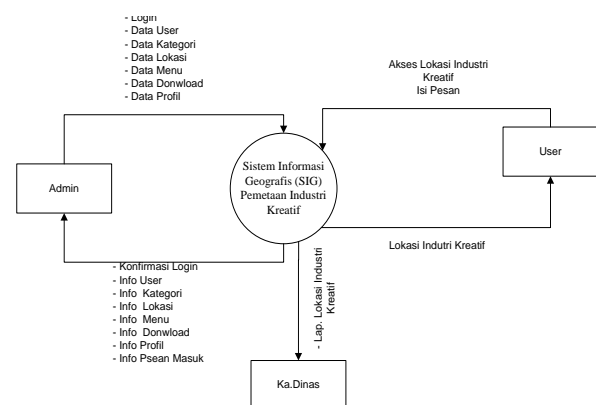 - Login
- Data User
- Data Kategori
- Data Lokasi
- Data Menu
- Data Donwload
- Data Profil
Akses Lokasi Industri
Kreatif
Isi Pesan
Admin
Sistem Informasi
Geografis (SIG)
Pemetaan Industri
Kreatif
User
Lokasi Indutri Kreatif
- Konfirmasi Login
- Info User
- Info Kategori
- Info Lokasi
- Info Menu
- Info Donwload
- Info Profil
- Info Psean Masuk
- Lap. Lokasi Industri
Kreatif
Ka.Dinas